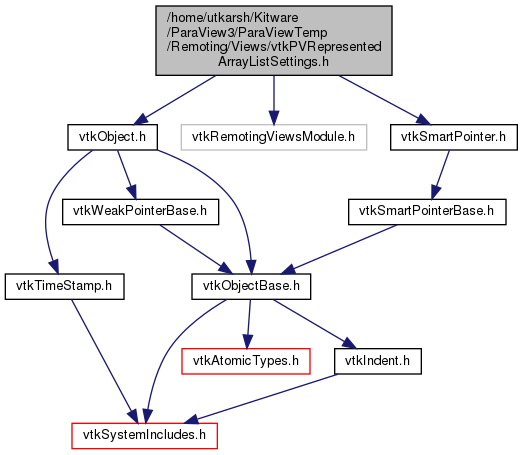 /home/utkarsh/Kitware
/ParaView3/ParaViewTemp
/Remoting/Views/vtkPVRepresented
ArrayListSettings.h
vtkObject.h
vtkRemotingViewsModule.h
vtkSmartPointer.h
vtkWeakPointerBase.h
vtkSmartPointerBase.h
vtkTimeStamp.h
vtkObjectBase.h
vtkAtomicTypes.h
vtkIndent.h
vtkSystemIncludes.h